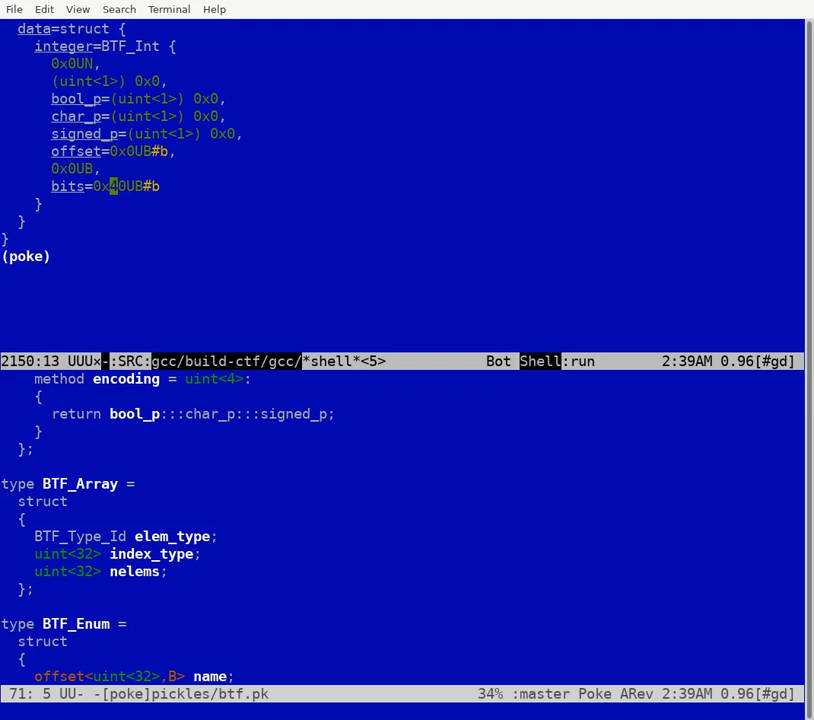 File Edit View Search Terminal Help
data=struct {
integer=BTF_Int {
0x0UN,
(uint<1>) 0x0,
bool_p=(uint<1>) 0x0,
char_p=(uint<1>) 0x0,
signed_p=(uint<1>) 0x0,
offset=0x0UB#b,
0x0UB,
bits=0x40UB#b
}
}
}
(poke)
2150:13 UUU×-:SRC:gcc/build-ctf/gcc/*shell*<5> Bot Shell:run 2:39AM 0.96[#gd]
method encoding = uint<4>:
{
return bool_p:::char_p:::signed_p;
}
};
type BTF_Array =
struct
{
BTF_Type_Id elem_type;
uint<32> index_type;
uint<32> nelems;
};
type BTF_Enum =
struct
{
offset<uint<32>,B> name;
71: 5 UU- -[poke]pickles/btf.pk 34% :master Poke ARev 2:39AM 0.96[#gd]